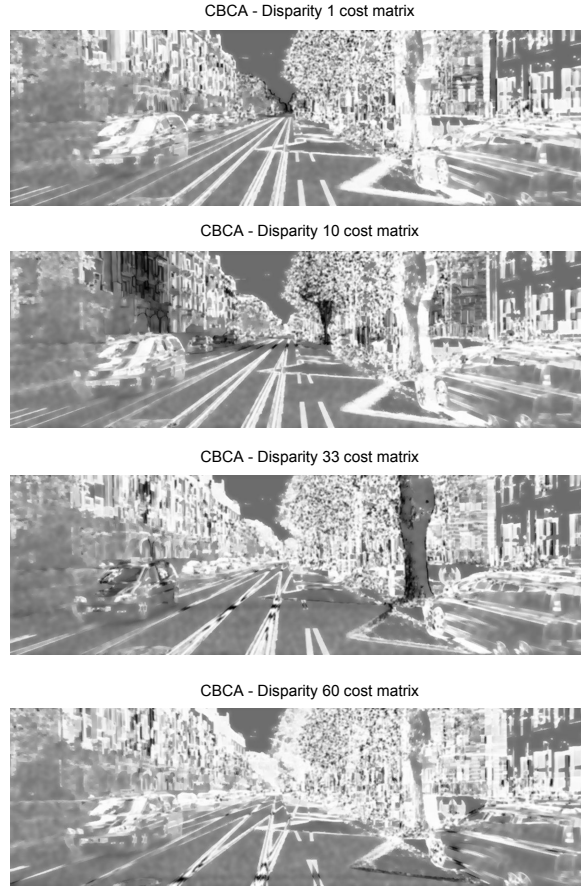 CBCA - Disparity 1 cost matrix
CBCA - Disparity 10 cost matrix
CBCA - Disparity 33 cost matrix
CBCA - Disparity 60 cost matrix